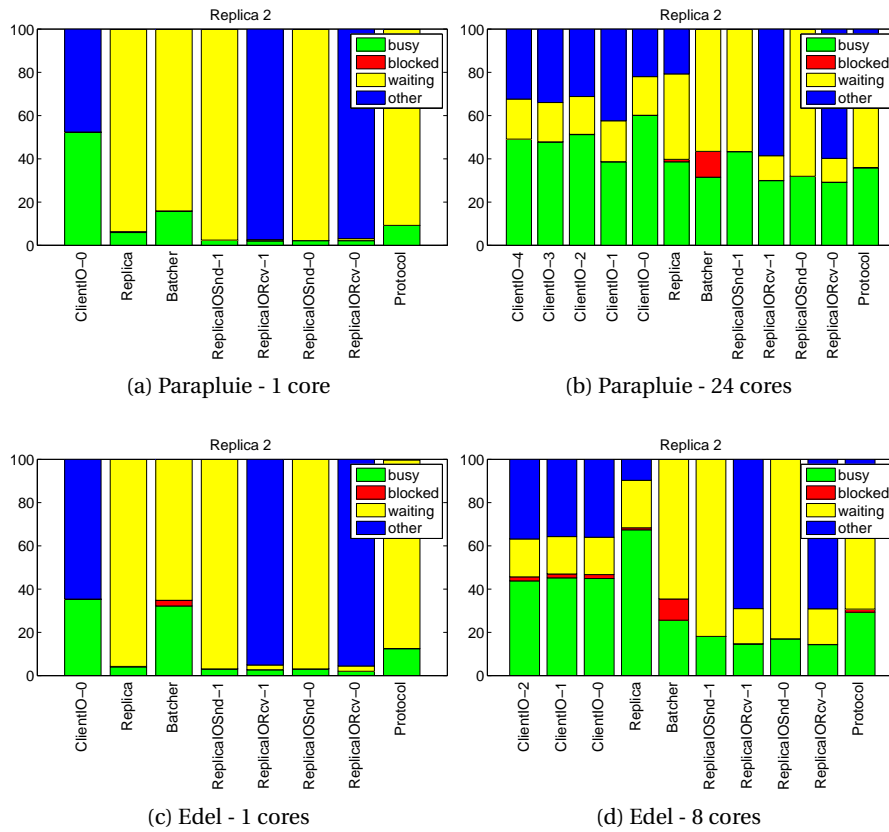 Replica 2
100
80
60
40
20
0
busy
blocked
waiting
other
ClientIO−0
Replica
Batcher
ReplicaIOSnd−1
ReplicaIORcv−1
ReplicaIOSnd−0
ReplicaIORcv−0
Protocol
(a) Parapluie - 1 core
Replica 2
100
80
60
40
20
0
busy
blocked
waiting
other
ClientIO−4
ClientIO−3
ClientIO−2
ClientIO−1
ClientIO−0
Replica
Batcher
ReplicaIOSnd−1
ReplicaIORcv−1
ReplicaIOSnd−0
ReplicaIORcv−0
Protocol
(b) Parapluie - 24 cores
Replica 2
100
80
60
40
20
0
busy
blocked
waiting
other
ClientIO−0
Replica
Batcher
ReplicaIOSnd−1
ReplicaIORcv−1
ReplicaIOSnd−0
ReplicaIORcv−0
Protocol
(c) Edel - 1 cores
Replica 2
100
80
60
40
20
0
busy
blocked
waiting
other
ClientIO−2
ClientIO−1
ClientIO−0
Replica
Batcher
ReplicaIOSnd−1
ReplicaIORcv−1
ReplicaIOSnd−0
ReplicaIORcv−0
Protocol
(d) Edel - 8 cores